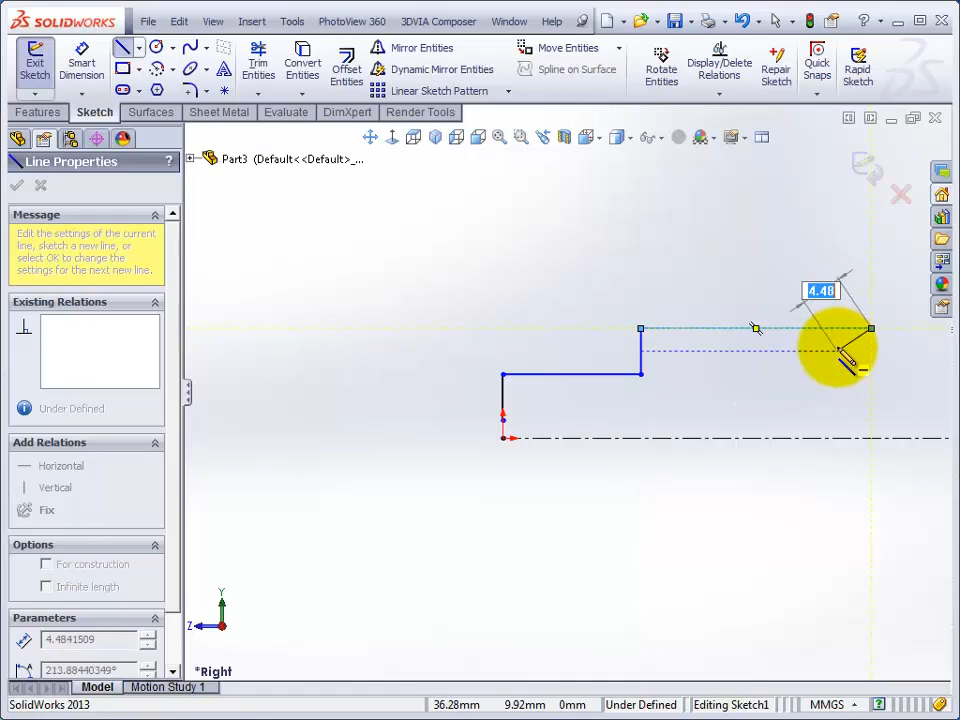 SOLIDWORKS File Edit View Insert Tools PhotoView 360 3DVIA Composer Window Help
Exit Sketch
Smart Dimension
Trim Entities
Convert Entities
Offset Entities
Mirror Entities
Dynamic Mirror Entities
Linear Sketch Pattern
Move Entities
Spline on Surface
Rotate Entities
Display/Delete Relations
Repair Sketch
Quick Snaps
Rapid Sketch
Features Sketch Surfaces Sheet Metal Evaluate DimXpert Render Tools
Line Properties ?
Part3 (Default<<Default>_...
Message
Edit the settings of the current
line, sketch a new line, or
select OK to change the
settings for the next new line.
Existing Relations
Under Defined
Add Relations
Horizontal
Vertical
Fix
Options
For construction
Infinite length
Parameters
4.4841509
213.88440349°
4.48
Y
Z
*Right
Model Motion Study 1
SolidWorks 2013 36.28mm 9.92mm 0mm Under Defined Editing Sketch1 MMGS ?